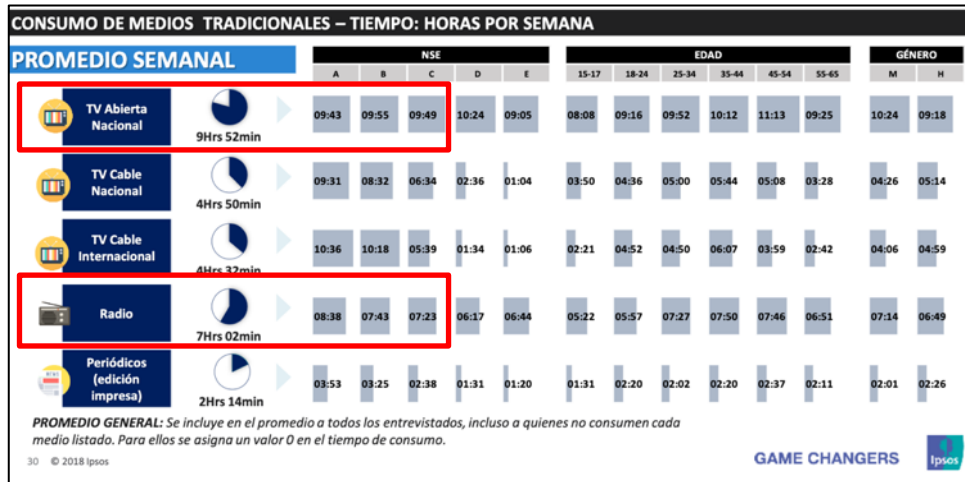 CONSUMO DE MEDIOS TRADICIONALES – TIEMPO: HORAS POR SEMANA
PROMEDIO SEMANAL
NSE EDAD GÉNERO
A B C D E 15-17 18-24 25-34 35-44 45-54 55-65 M H
TV Abierta
Nacional
9Hrs 52min
09:43 09:55 09:49 10:24 09:05 08:08 09:16 09:52 10:12 11:13 09:25 10:24 09:18
TV Cable
Nacional
4Hrs 50min
09:31 08:32 06:34 02:36 01:04 03:50 04:36 05:00 05:44 05:08 03:28 04:26 05:14
TV Cable
Internacional
4Hrs 32min
10:36 10:18 05:39 01:34 01:06 02:21 04:52 04:50 06:07 03:59 02:42 04:06 04:59
Radio
7Hrs 02min
08:38 07:43 07:23 06:17 06:44 05:22 05:57 07:27 07:50 07:46 06:51 07:14 06:49
Periódicos
(edición
impresa)
2Hrs 14min
03:53 03:25 02:38 01:31 01:20 01:31 02:20 02:02 02:20 02:37 02:11 02:01 02:26
PROMEDIO GENERAL: Se incluye en el promedio a todos los entrevistados, incluso a quienes no consumen cada
medio listado. Para ellos se asigna un valor 0 en el tiempo de consumo.
30 © 2018 Ipsos
GAME CHANGERS
Ipsos